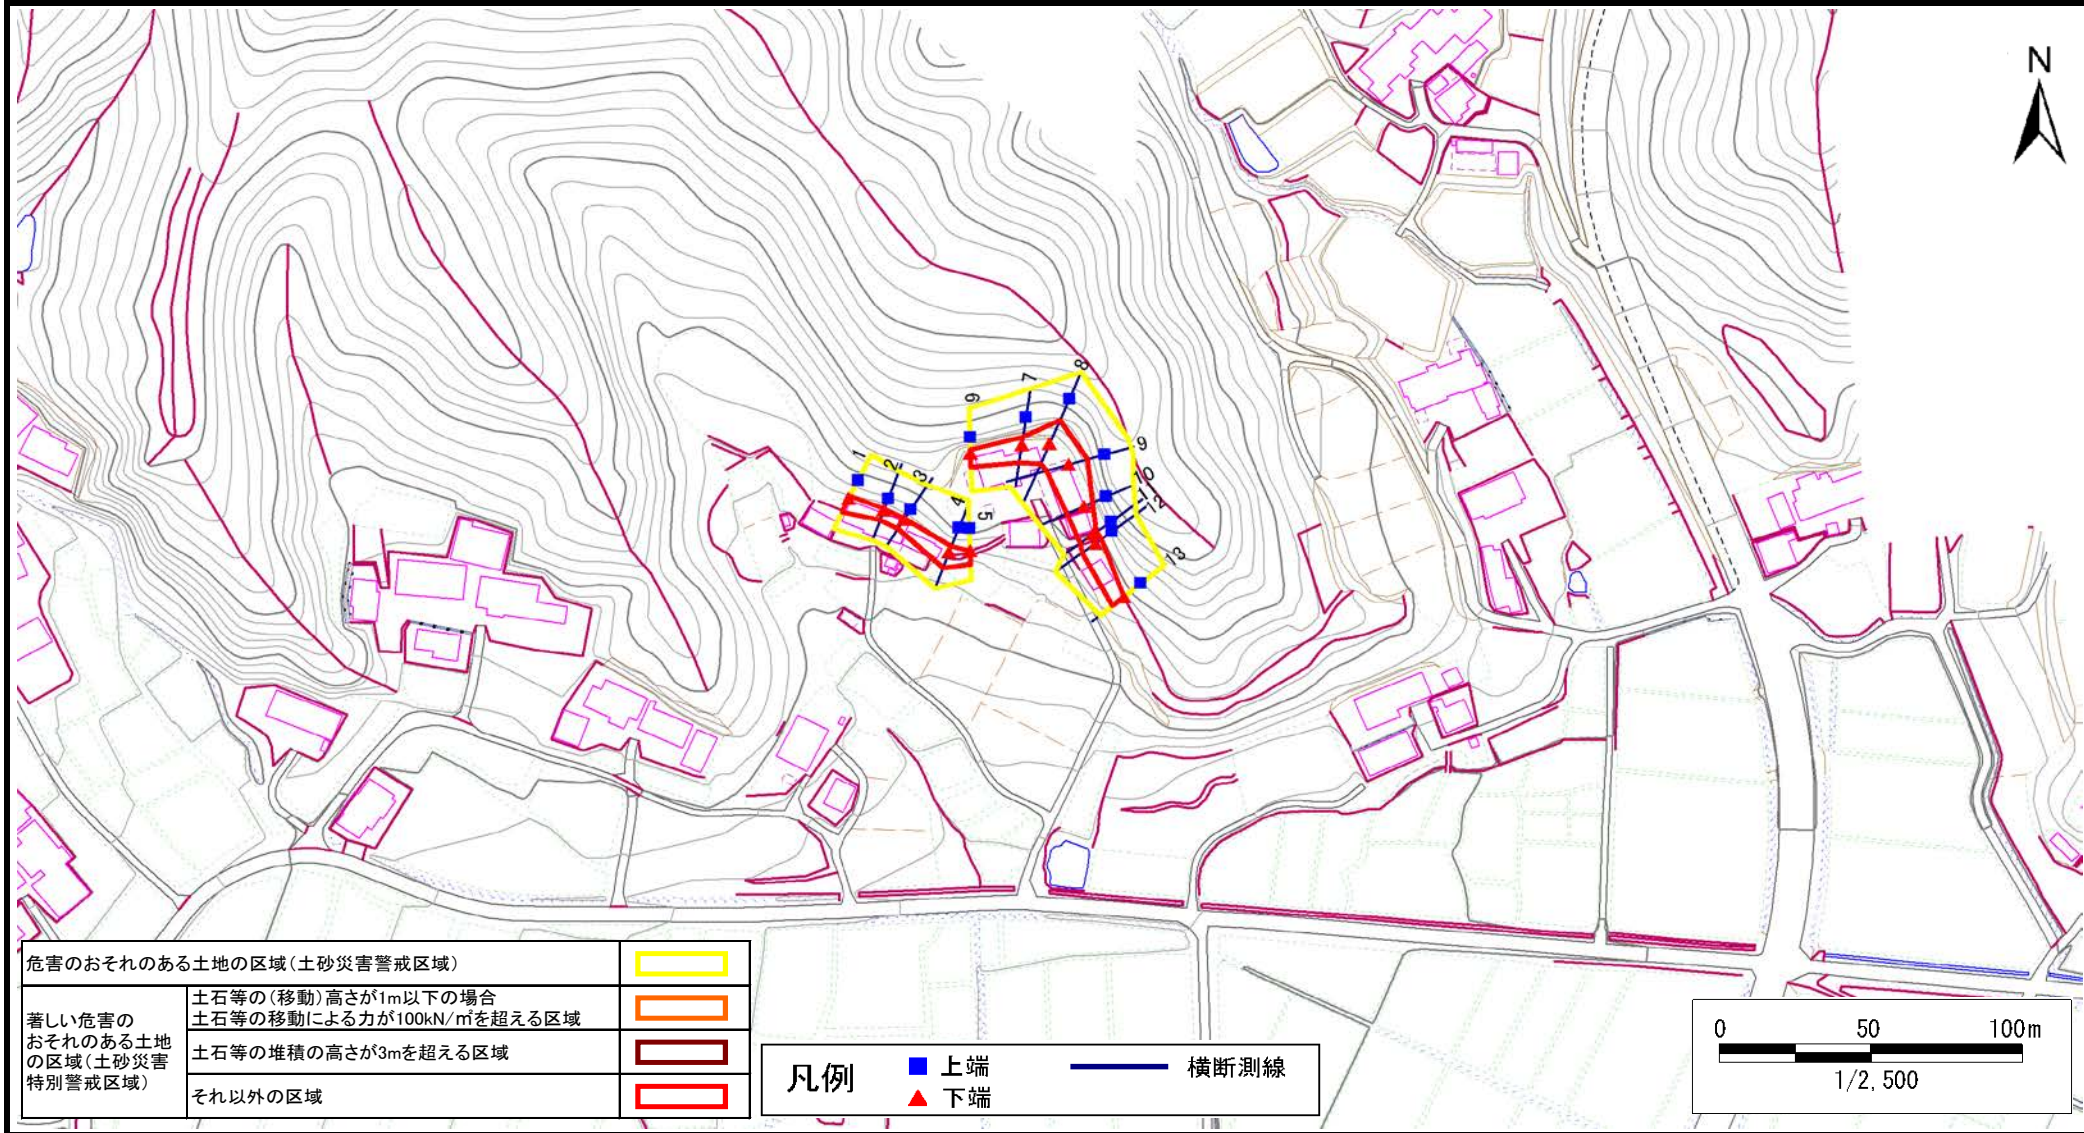 N
8
7
6
9
1
2
3
10
11
4
12
5
13
危害のおそれのある土地の区域(土砂災害警戒区域)
著しい危害の
おそれのある土地
の区域(土砂災害
特別警戒区域)
土石等の(移動)高さが1m以下の場合
土石等の移動による力が100kN/㎡を超える区域
土石等の堆積の高さが3mを超える区域
それ以外の区域
凡例
上端
下端
横断測線
0 50 100m
1/2,500